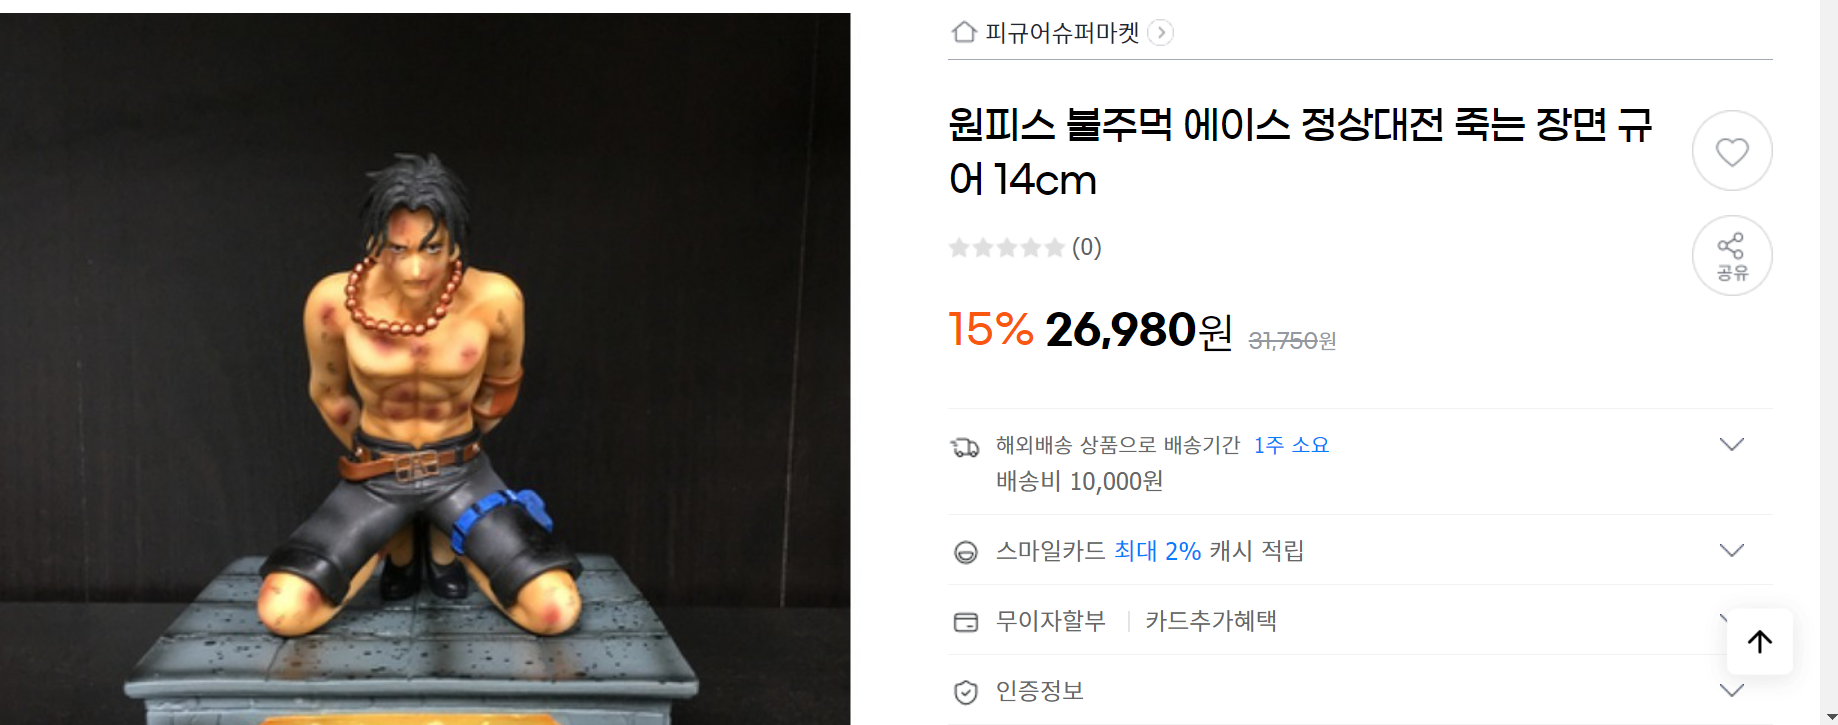 피규어슈퍼마켓
원피스 불주먹 에이스 정상대전 죽는 장면 규
어 14cm
(0)
공유
15% 26,980원 31,750원
해외배송 상품으로 배송기간 1주 소요
배송비 10,000원
스마일카드 최대 2% 캐시 적립
무이자할부 | 카드추가혜택
인증정보